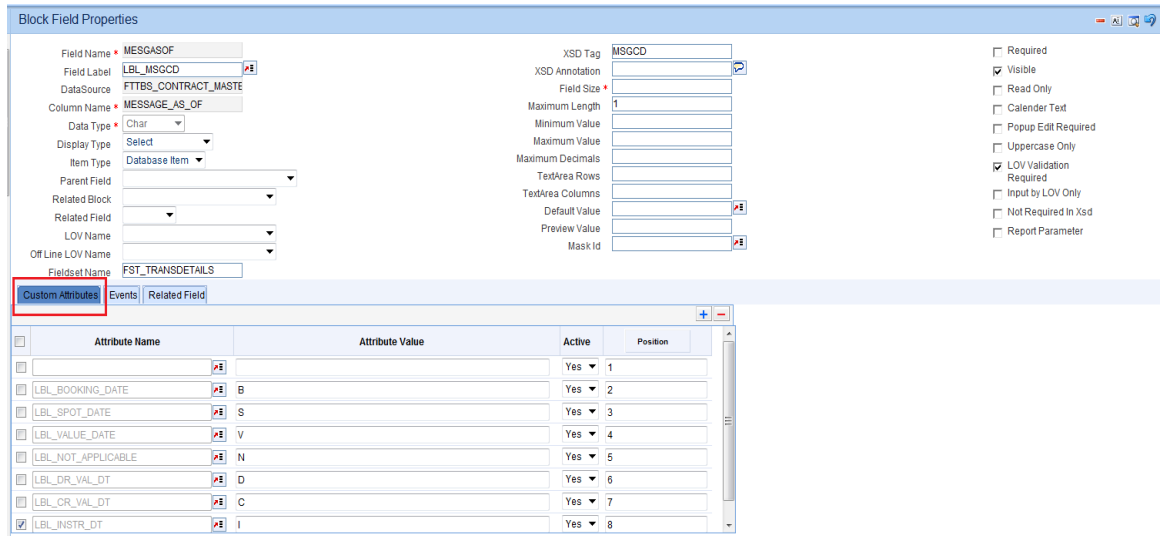 Block Field Properties
Field Name * MESGASOF
Field Label LBL_MSGCD
DataSource FTTBS_CONTRACT_MASTE
Column Name * MESSAGE_AS_OF
Data Type * Char
Display Type Select
Item Type Database Item
Parent Field
Related Block
Related Field
LOV Name
Off Line LOV Name
Fieldset Name FST_TRANSDETAILS
XSD Tag MSGCD
XSD Annotation
Field Size *
Maximum Length 1
Minimum Value
Maximum Value
Maximum Decimals
TextArea Rows
TextArea Columns
Default Value
Preview Value
Mask Id
Required
Visible
Read Only
Calender Text
Popup Edit Required
Uppercase Only
LOV Validation
Required
Input by LOV Only
Not Required In Xsd
Report Parameter
Custom Attributes Events Related Field
Attribute Name Attribute Value Active Position
Yes 1
LBL_BOOKING_DATE B Yes 2
LBL_SPOT_DATE S Yes 3
LBL_VALUE_DATE V Yes 4
LBL_NOT_APPLICABLE N Yes 5
LBL_DR_VAL_DT D Yes 6
LBL_CR_VAL_DT C Yes 7
LBL_INSTR_DT I Yes 8